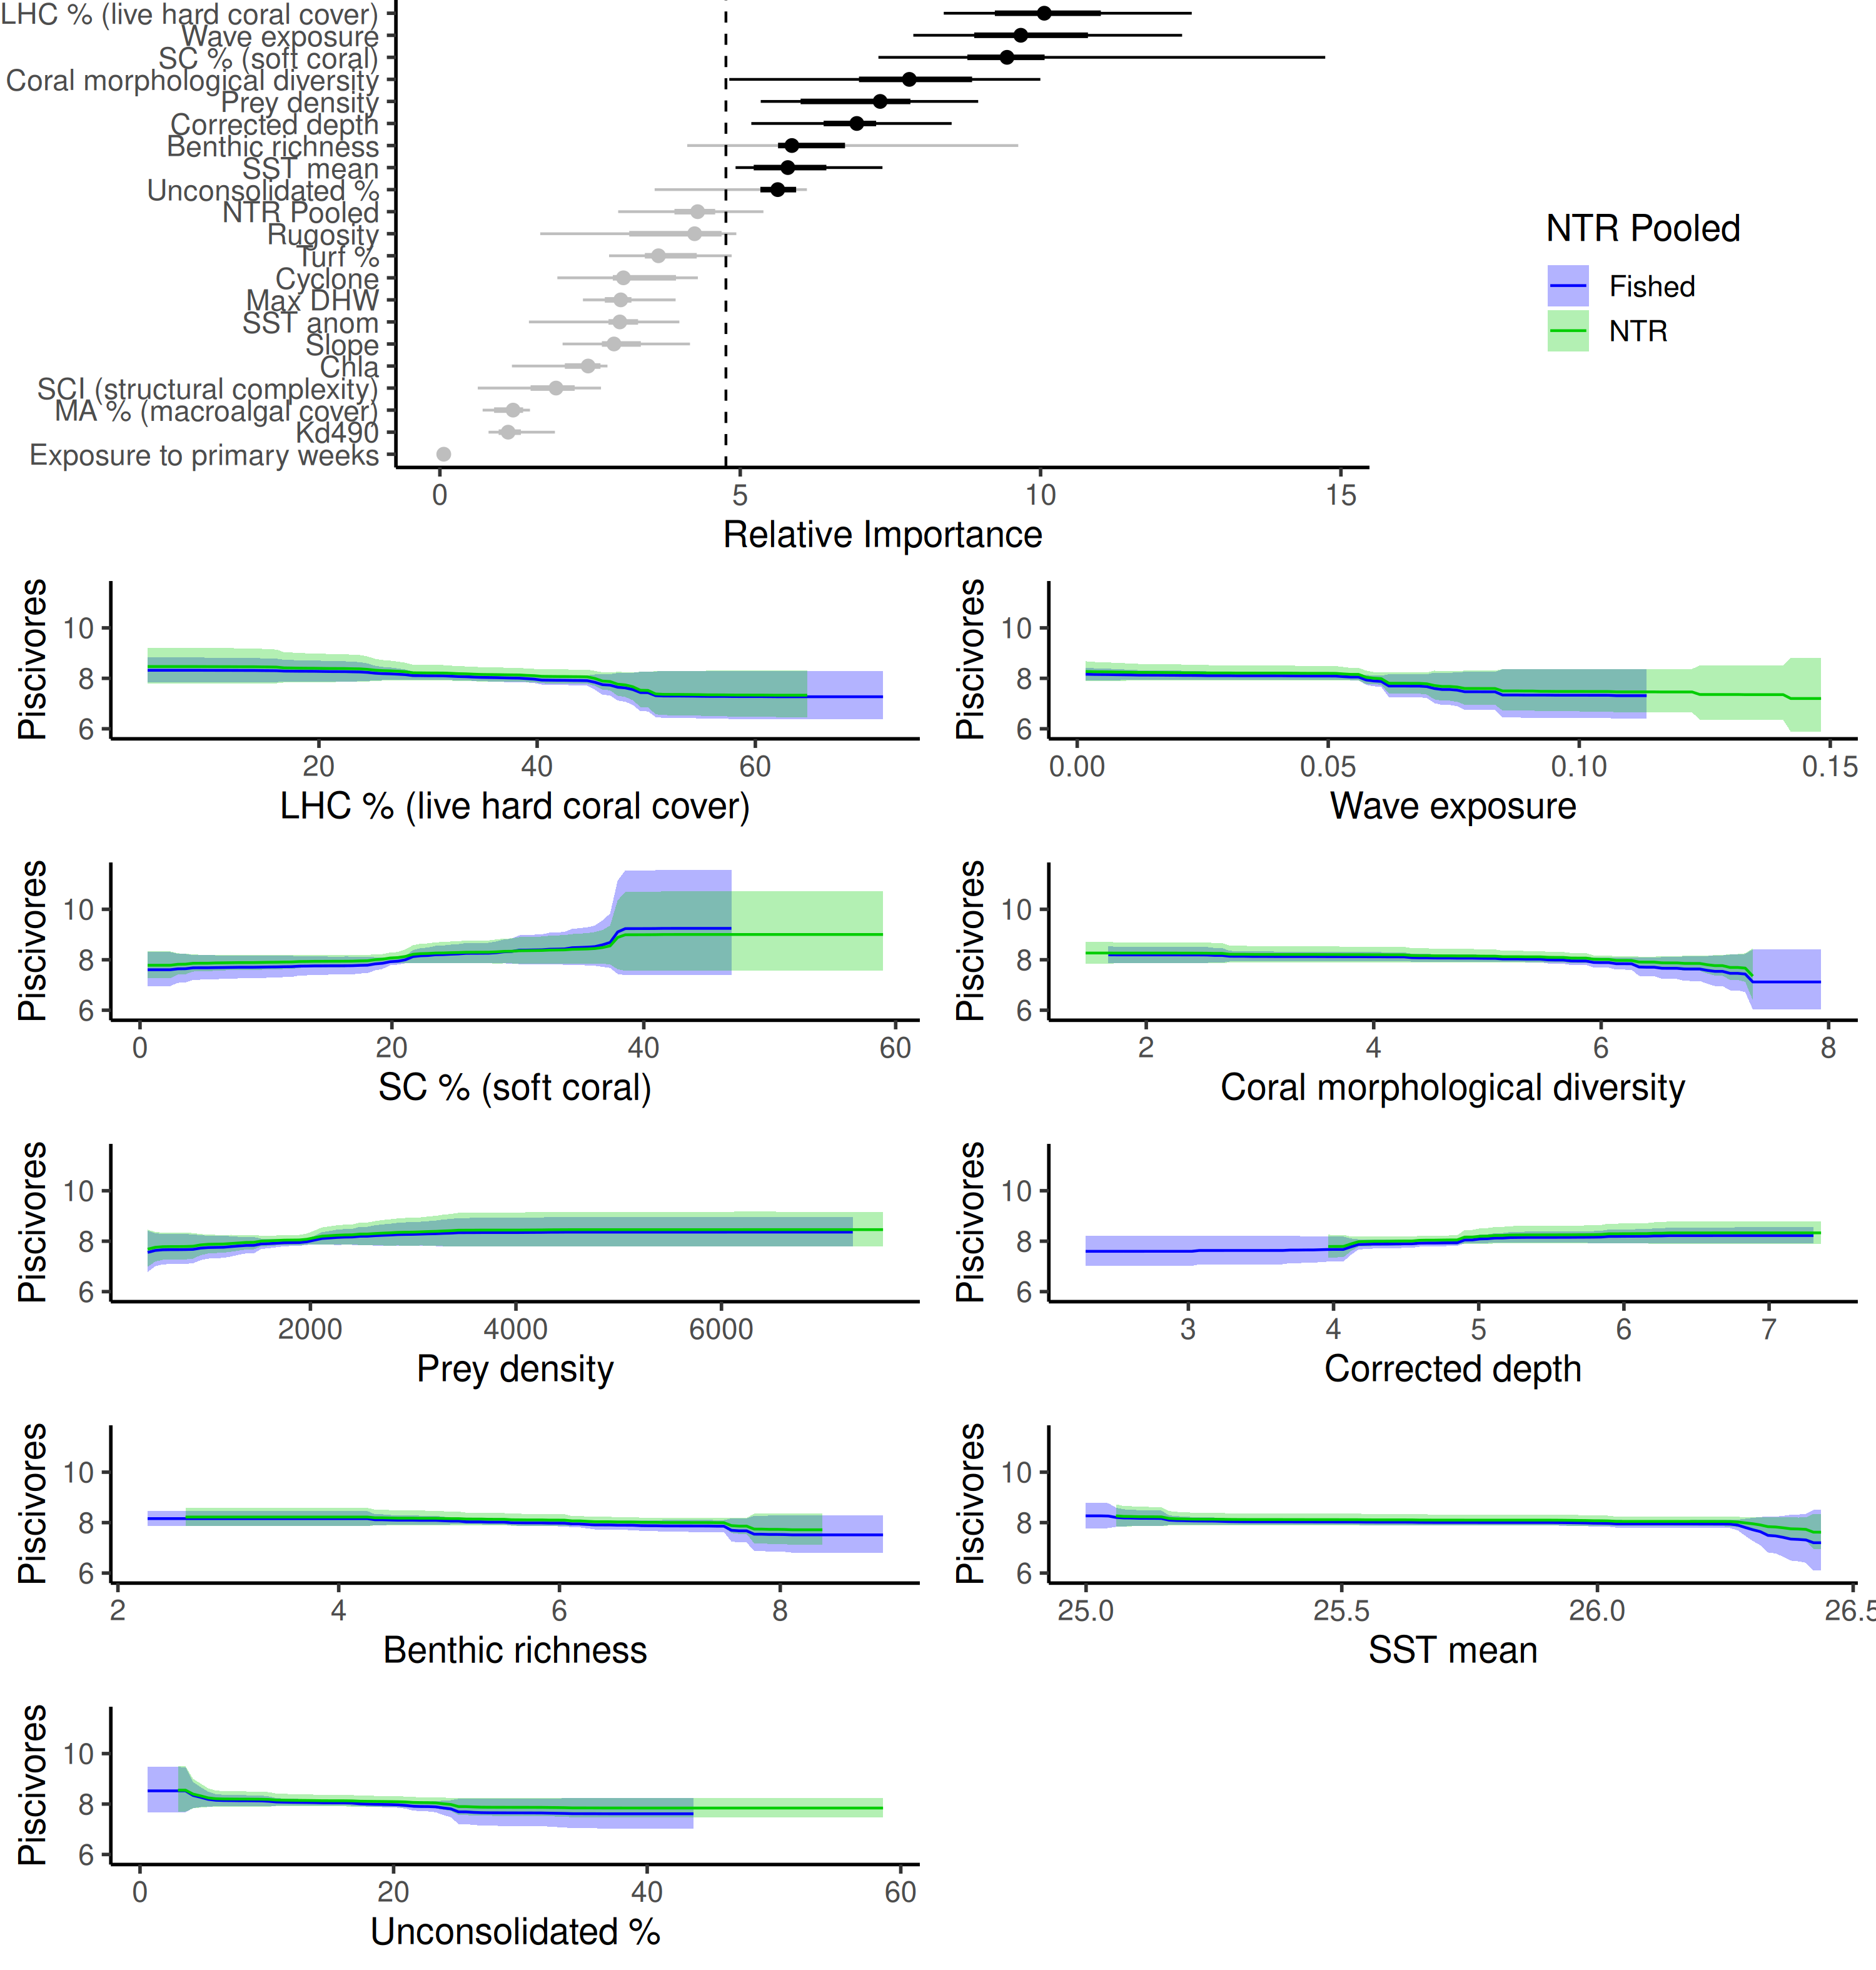 LHC % (live hard coral cover)
Wave exposure
SC % (soft coral)
Coral morphological diversity
Prey density
Corrected depth
Benthic richness
SST mean
Unconsolidated %
NTR Pooled
Rugosity
Turf %
Cyclone
Max DHW
SST anom
Slope
Chla
SCI (structural complexity)
MA % (macroalgal cover)
Kd490
Exposure to primary weeks
0 5 10 15
Relative Importance
NTR Pooled
Fished
NTR
Piscivores
10
8
6
20 40 60
LHC % (live hard coral cover)
Piscivores
10
8
6
0.00 0.05 0.10 0.15
Wave exposure
Piscivores
10
8
6
0 20 40 60
SC % (soft coral)
Piscivores
10
8
6
2 4 6 8
Coral morphological diversity
Piscivores
10
8
6
2000 4000 6000
Prey density
Piscivores
10
8
6
3 4 5 6 7
Corrected depth
Piscivores
10
8
6
2 4 6 8
Benthic richness
Piscivores
10
8
6
25.0 25.5 26.0 26.5
SST mean
Piscivores
10
8
6
0 20 40 60
Unconsolidated %